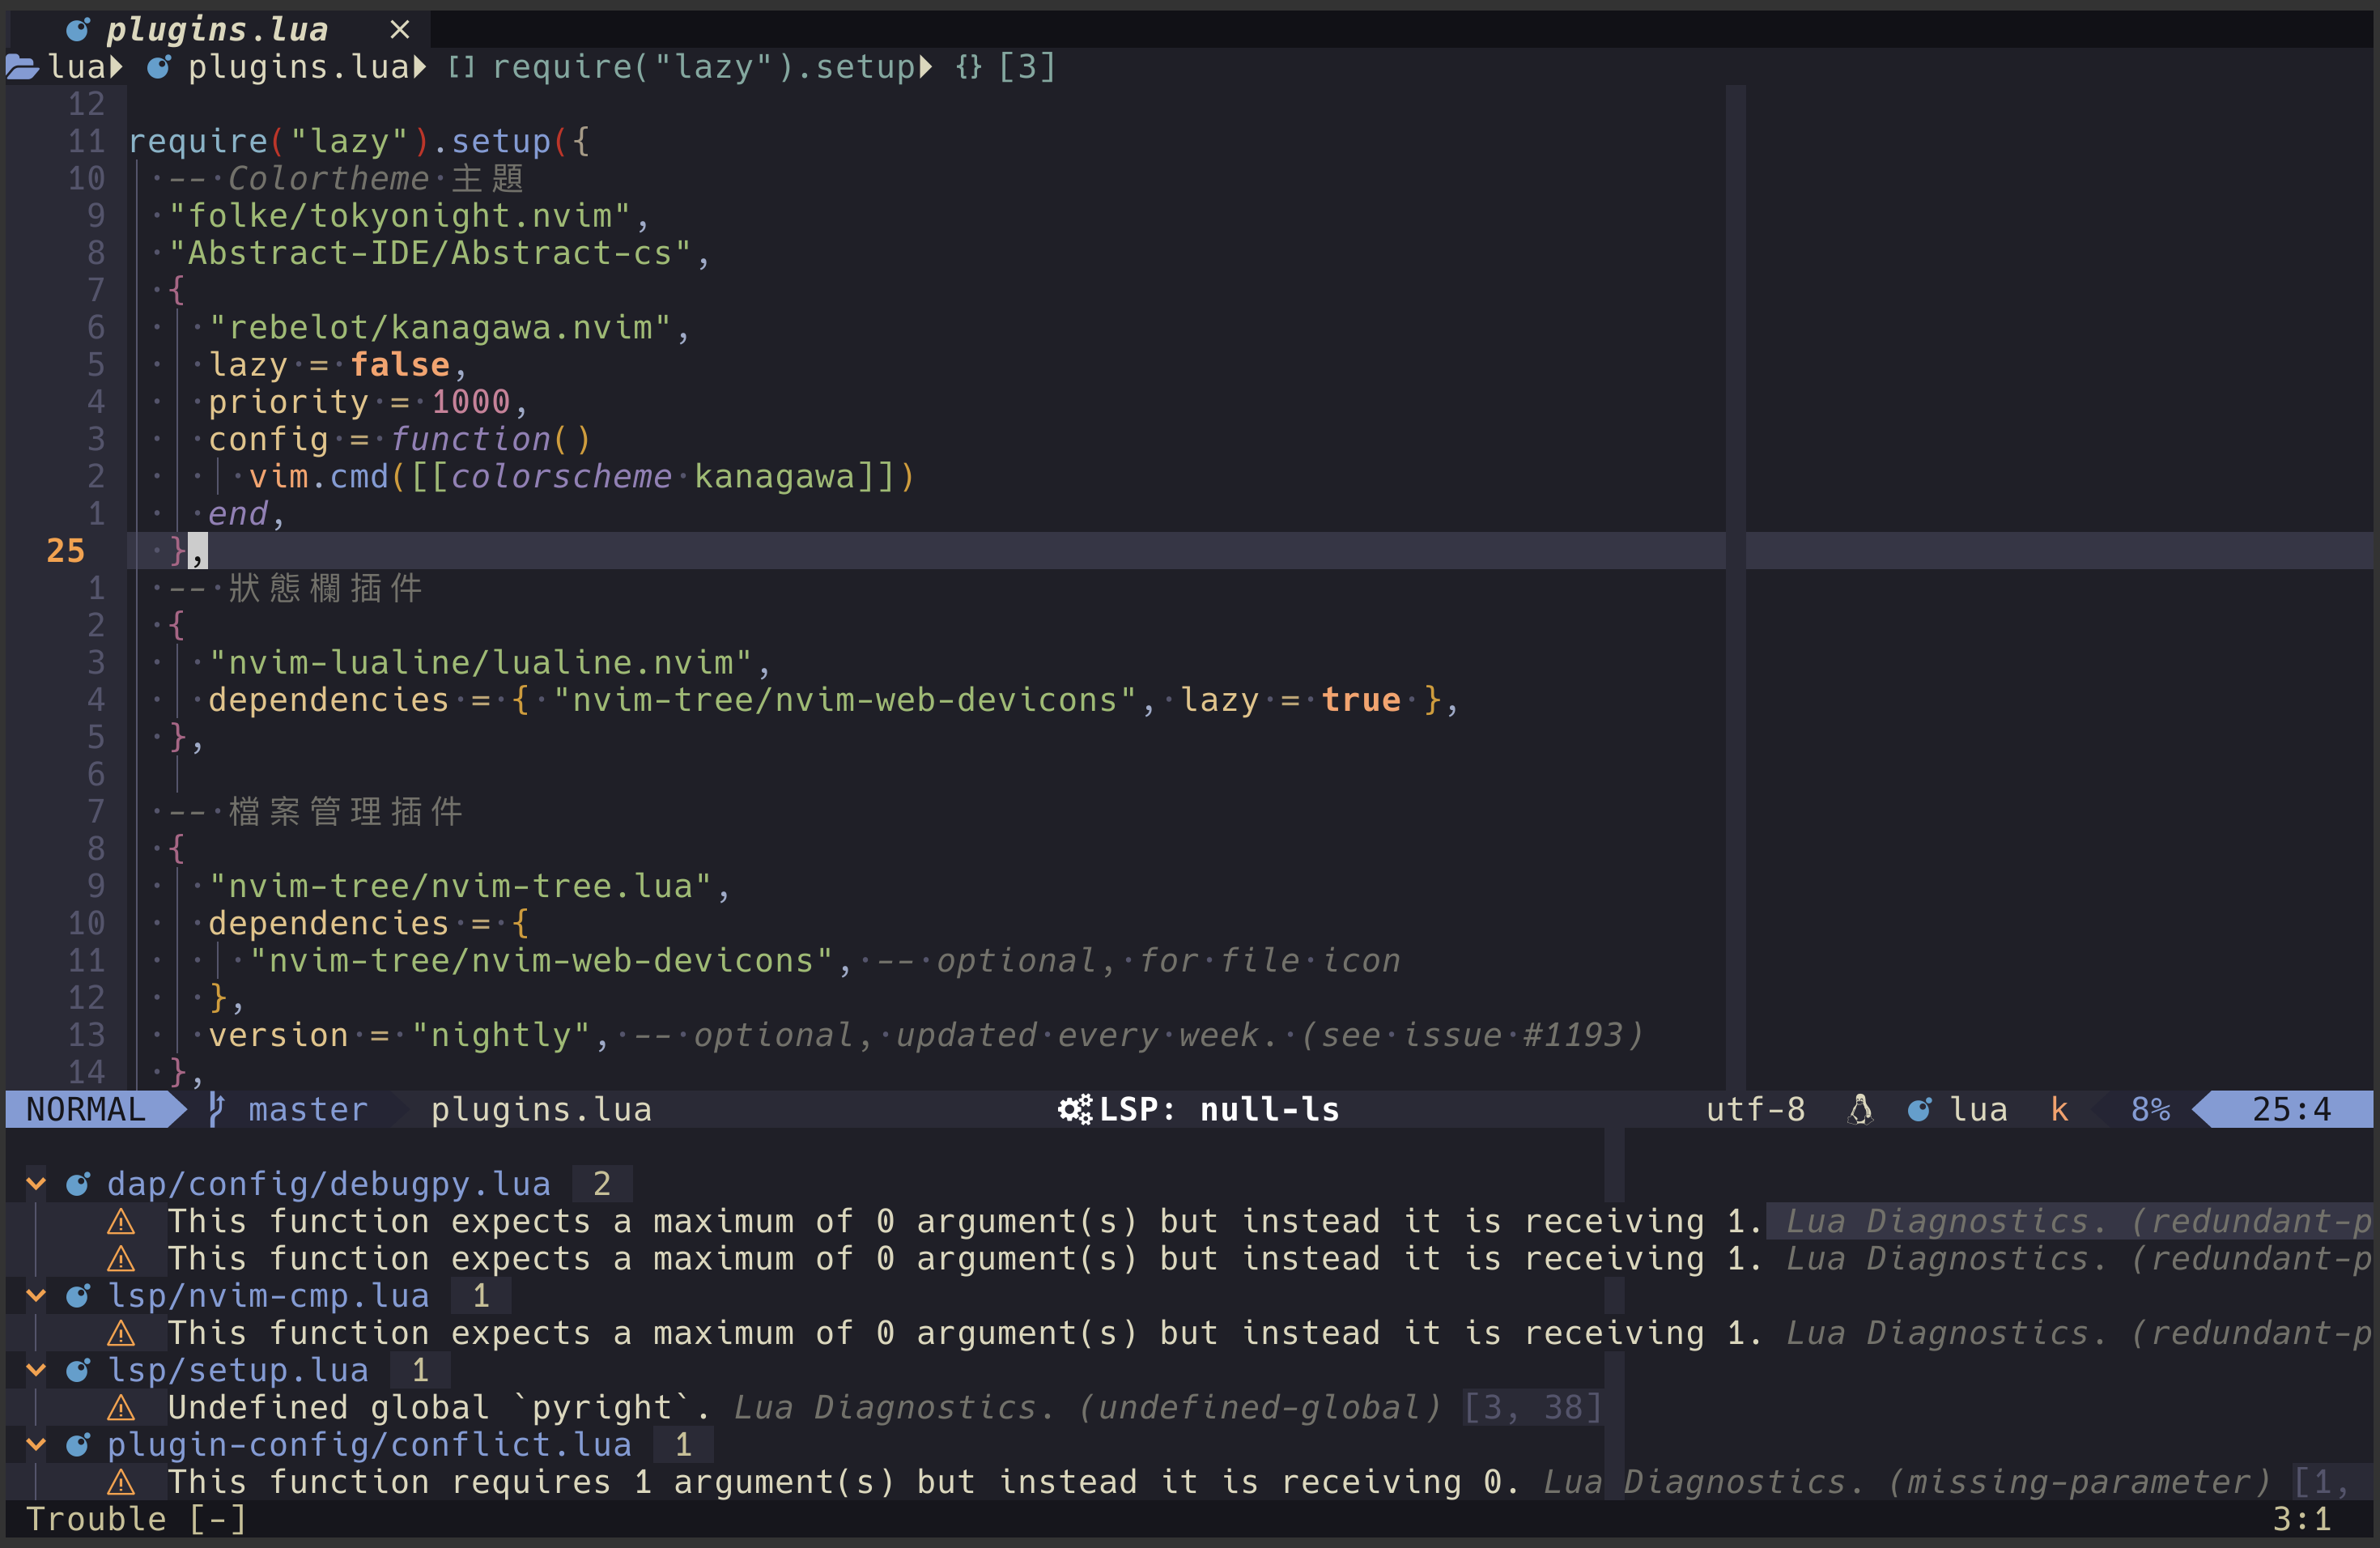 plugins.lua ×
lua plugins.lua [] require("lazy").setup {} [3]
12
11 require("lazy").setup({
10 -- Colortheme 主題
9 "folke/tokyonight.nvim",
8 "Abstract-IDE/Abstract-cs",
7 {
6 "rebelot/kanagawa.nvim",
5 lazy = false,
4 priority = 1000,
3 config = function()
2 vim.cmd([[colorscheme kanagawa]])
1 end,
25 },
1 -- 狀態欄插件
2 {
3 "nvim-lualine/lualine.nvim",
4 dependencies = { "nvim-tree/nvim-web-devicons", lazy = true },
5 },
6
7 -- 檔案管理插件
8 {
9 "nvim-tree/nvim-tree.lua",
10 dependencies = {
11 "nvim-tree/nvim-web-devicons", -- optional, for file icon
12 },
13 version = "nightly", -- optional, updated every week. (see issue #1193)
14 },
NORMAL master plugins.lua LSP: null-ls utf-8 lua k 8% 25:4
dap/config/debugpy.lua 2
This function expects a maximum of 0 argument(s) but instead it is receiving 1. Lua Diagnostics. (redundant-p
This function expects a maximum of 0 argument(s) but instead it is receiving 1. Lua Diagnostics. (redundant-p
lsp/nvim-cmp.lua 1
This function expects a maximum of 0 argument(s) but instead it is receiving 1. Lua Diagnostics. (redundant-p
lsp/setup.lua 1
Undefined global `pyright`. Lua Diagnostics. (undefined-global) [3, 38]
plugin-config/conflict.lua 1
This function requires 1 argument(s) but instead it is receiving 0. Lua Diagnostics. (missing-parameter) [1,
Trouble [-] 3:1